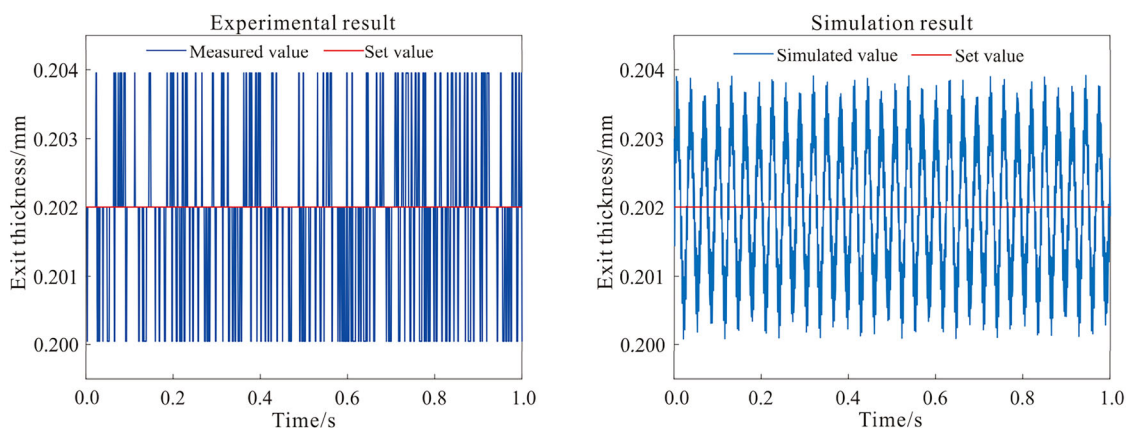 Experimental result
Measured value Set value
Exit thickness/mm
0.204
0.203
0.202
0.201
0.200
0.0 0.2 0.4 0.6 0.8 1.0
Time/s
Simulation result
Simulated value Set value
Exit thickness/mm
0.204
0.203
0.202
0.201
0.200
0.0 0.2 0.4 0.6 0.8 1.0
Time/s